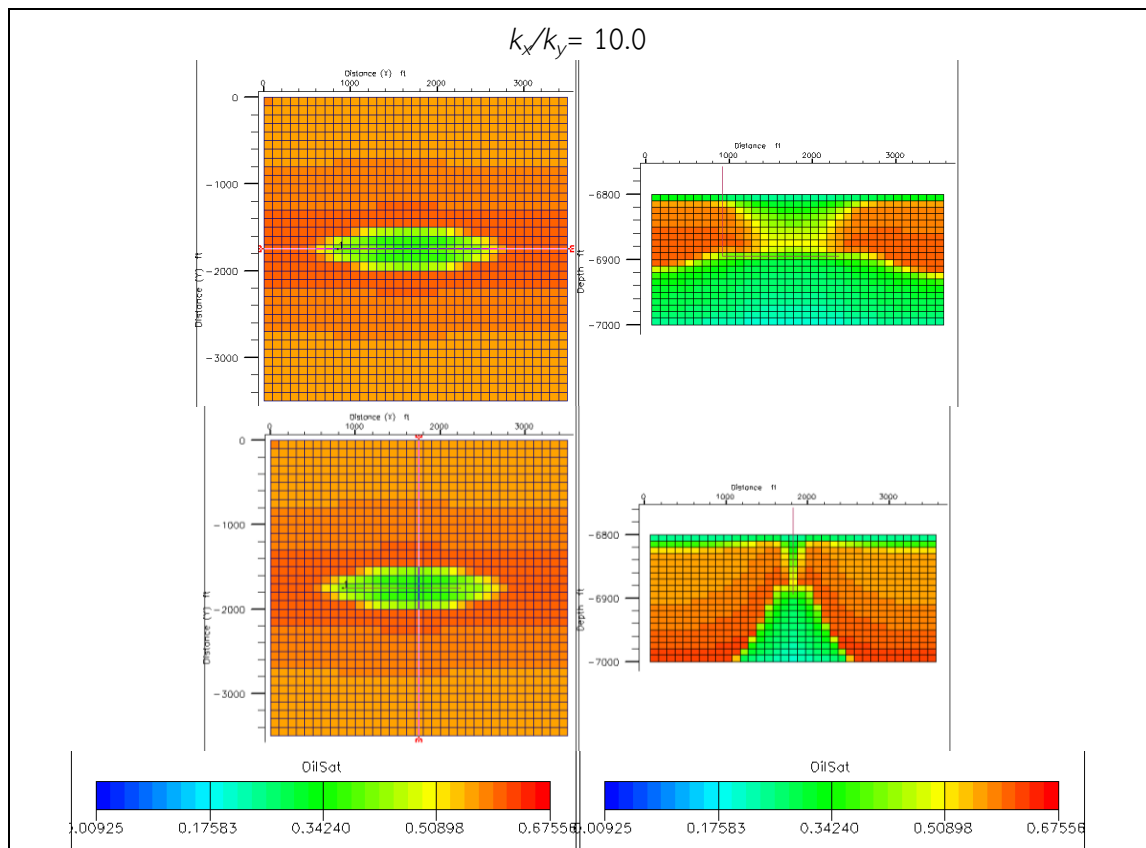 kx/ky= 10.0
Distance (Y) ft
0 1000 2000 3000
0
-1000
-2000
-3000
Distance (Y) ft
Distance ft
0 1000 2000 3000
-6800
-6900
-7000
Depth ft
Distance (Y) ft
0 1000 2000 3000
0
-1000
-2000
-3000
Distance (Y) ft
Distance ft
0 1000 2000 3000
-6800
-6900
-7000
Depth ft
OilSat
.00925 0.17583 0.34240 0.50898 0.67556
OilSat
.00925 0.17583 0.34240 0.50898 0.67556